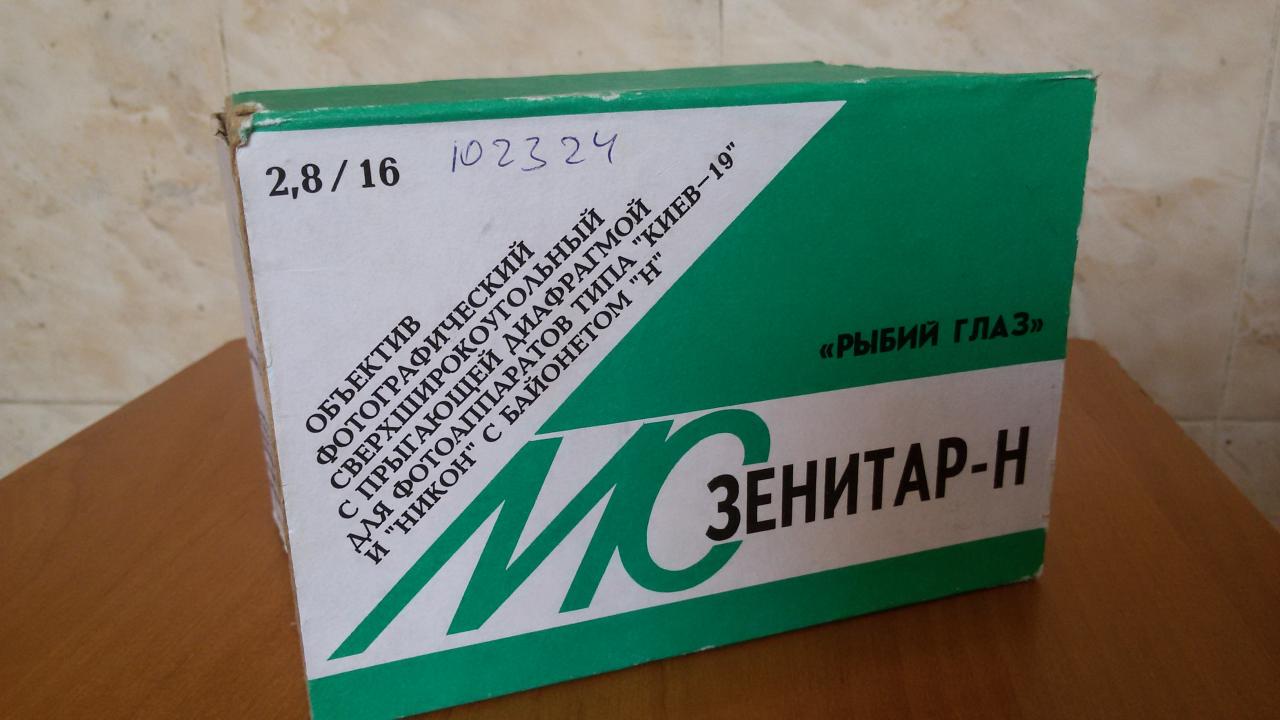 2,8 / 16
102324
ОБЪЕКТИВ
ФОТОГРАФИЧЕСКИЙ
СВЕРХШИРОКОУГОЛЬНЫЙ
С ПРЫГАЮЩЕЙ ДИАФРАГМОЙ
ДЛЯ ФОТОАППАРАТОВ ТИПА "КИЕВ–19"
И "НИКОН" С БАЙОНЕТОМ "Н"
«РЫБИЙ ГЛАЗ»
МС
ЗЕНИТАР-Н